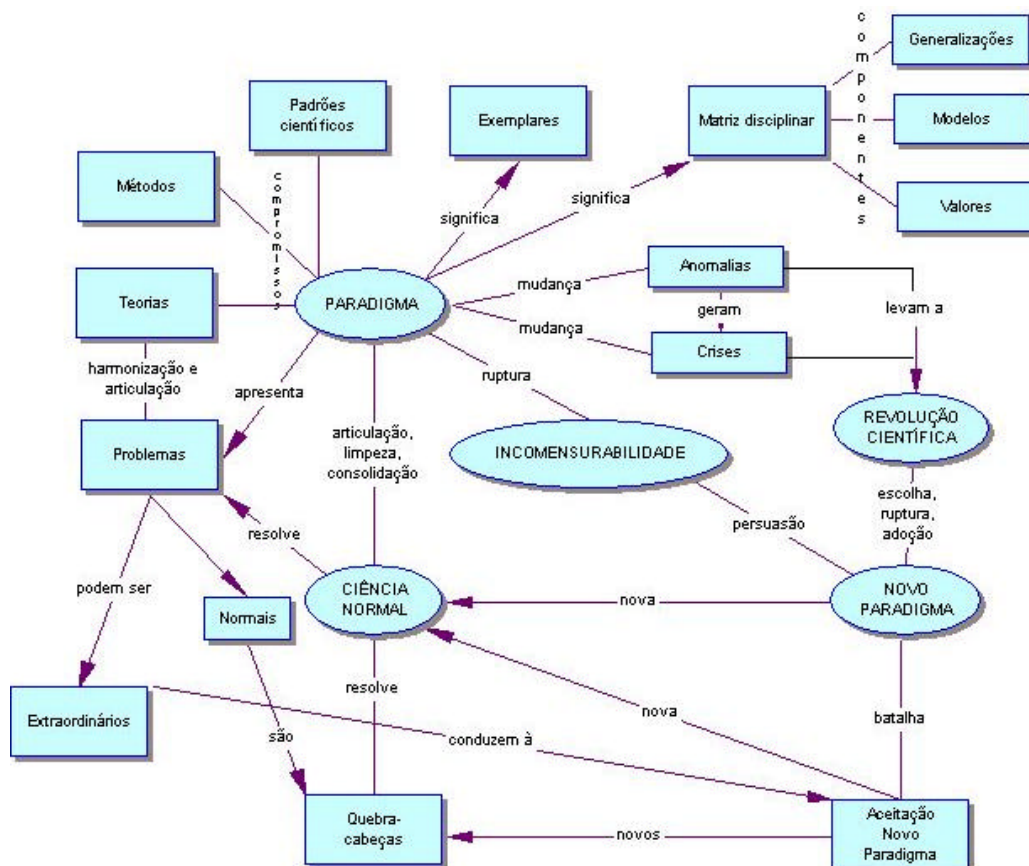 componentes
Generalizações
Padrões
científicos
Exemplares
Matriz disciplinar
Modelos
Métodos
compromissos
significa
significa
Valores
Teorias
PARADIGMA
mudança
Anomalias
geram
levam a
mudança
Crises
harmonização e
articulação
apresenta
ruptura
REVOLUÇÃO
CIENTÍFICA
Problemas
articulação,
limpeza,
consolidação
INCOMENSURABILIDADE
escolha,
ruptura,
adoção
resolve
persuasão
podem ser
Normais
CIÊNCIA
NORMAL
nova
NOVO
PARADIGMA
Extraordinários
resolve
nova
batalha
são
conduzem à
Quebra-
cabeças
novos
Aceitação
Novo
Paradigma